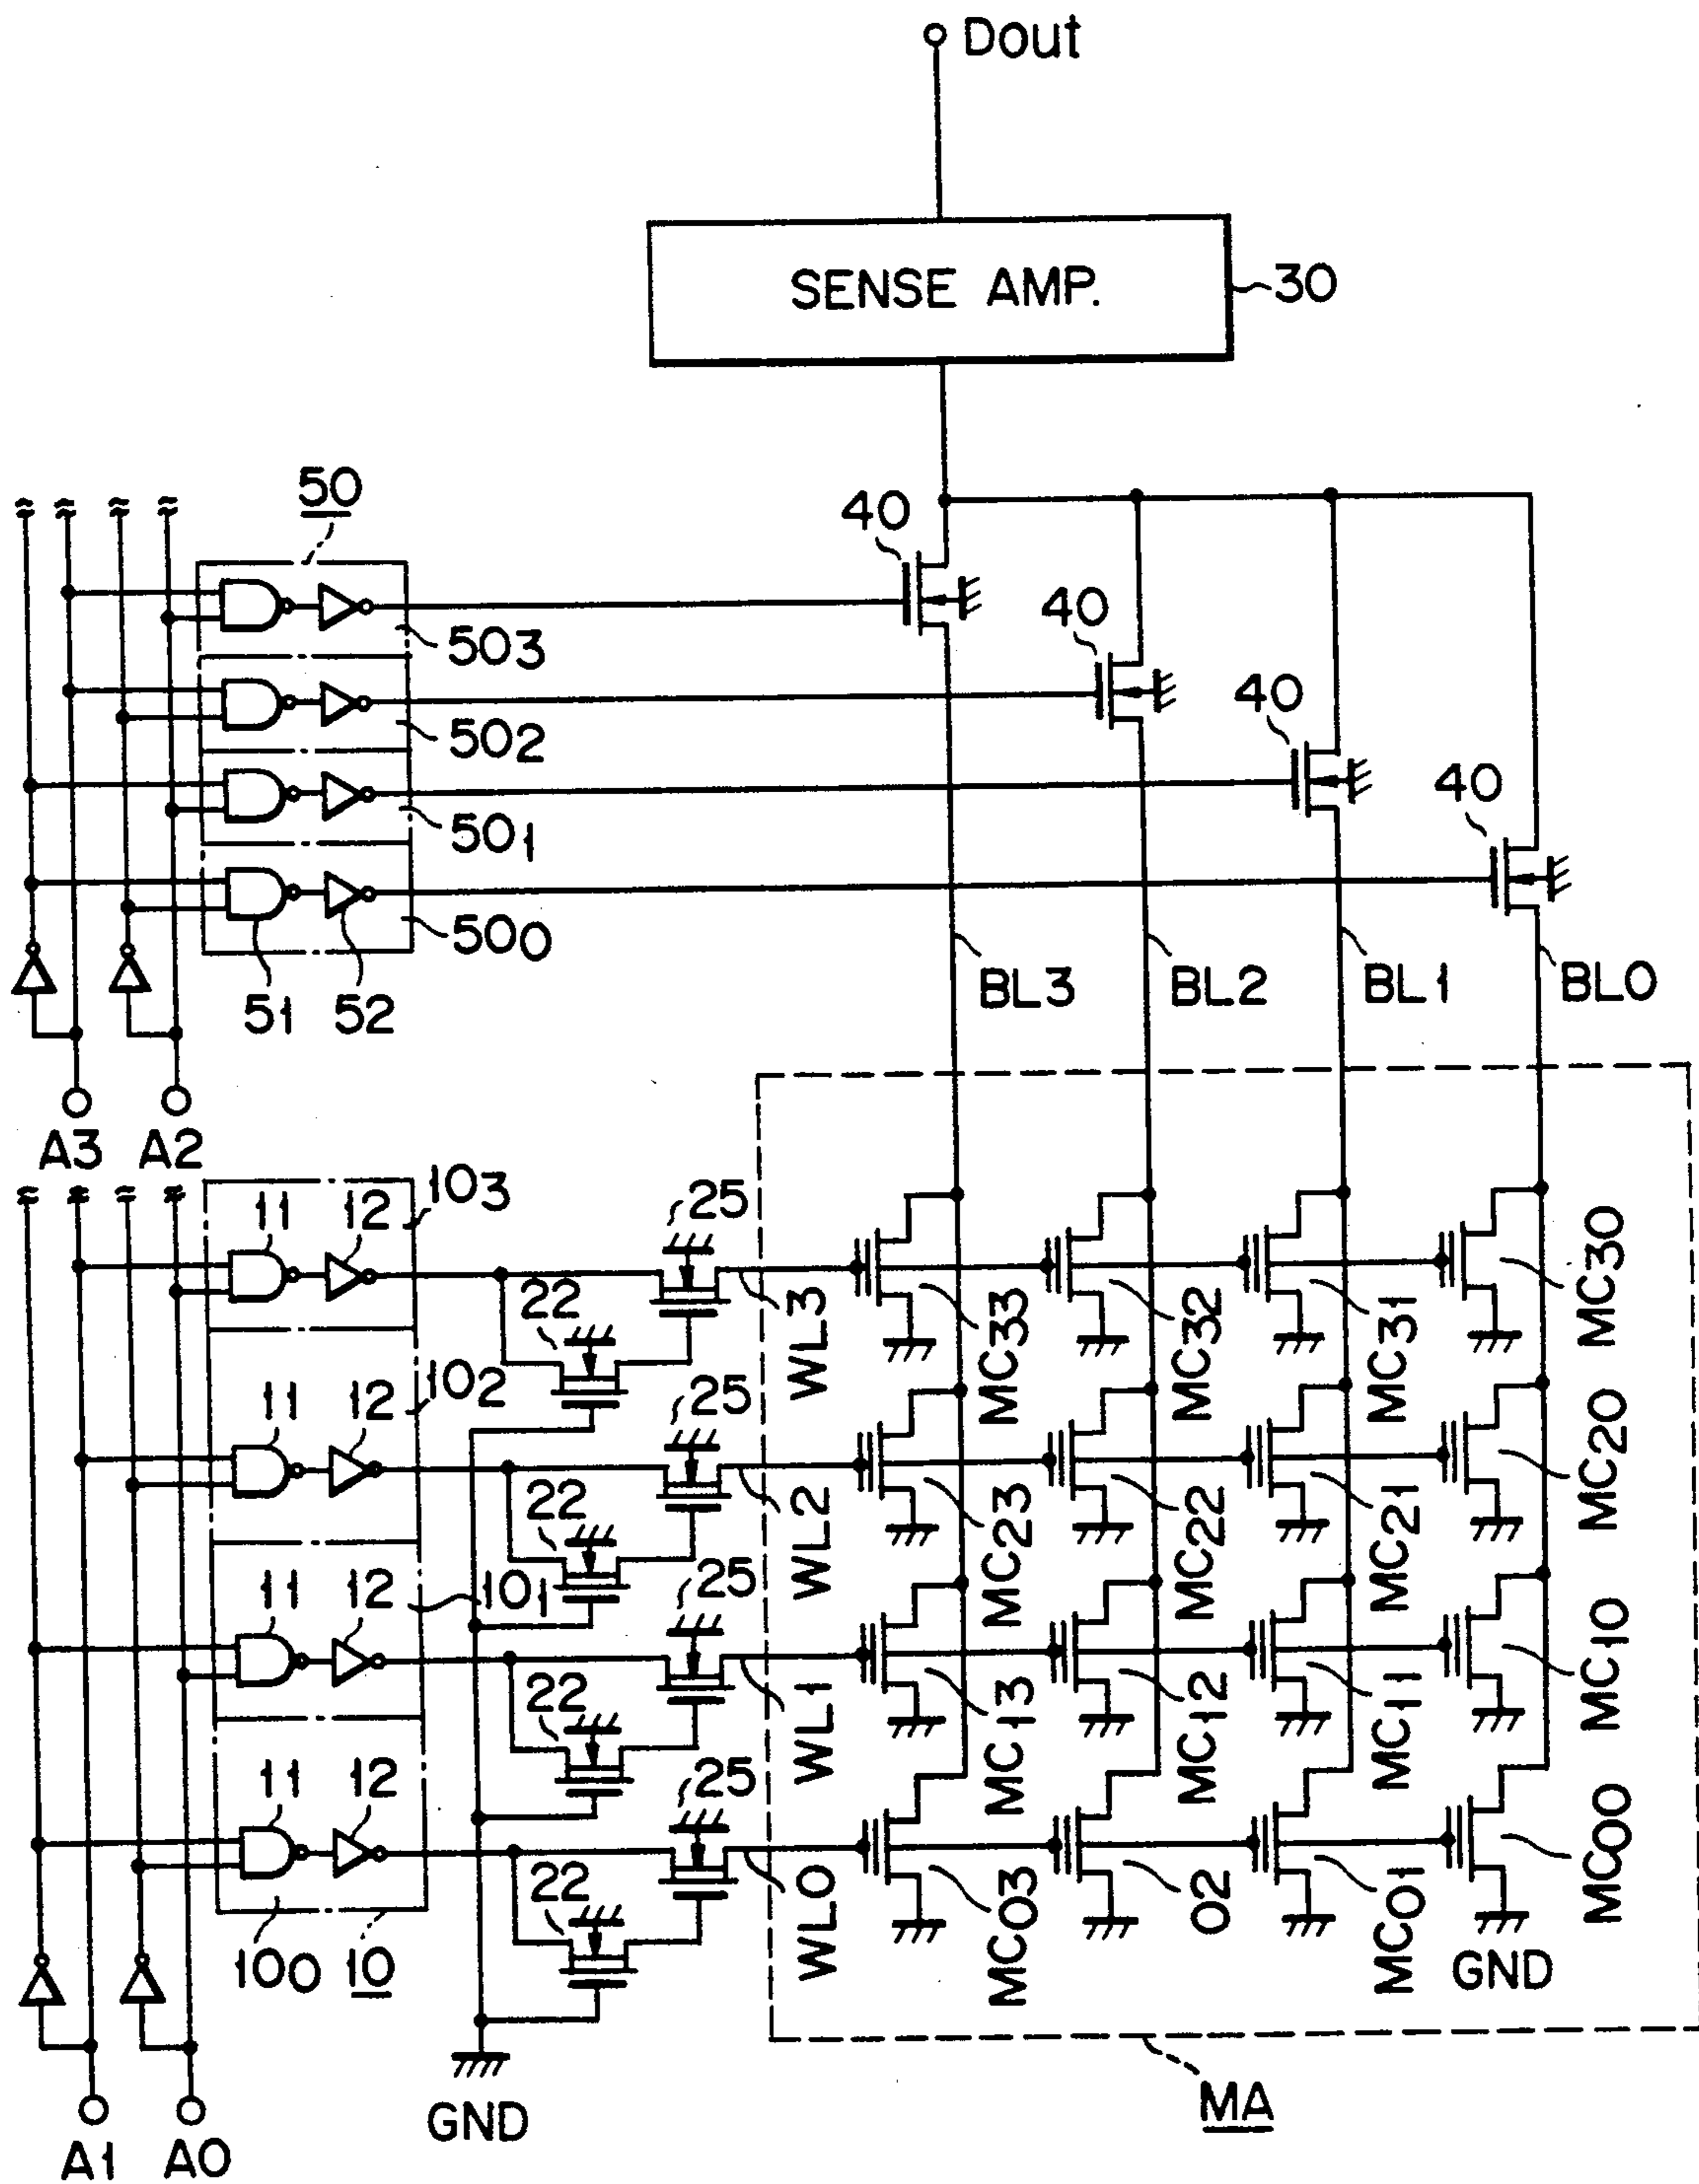 Dout
SENSE AMP.
30
50
40
503
40
502
40
501
40
500
51
52
BL3
BL2
BL1
BL0
A3
A2
103
11
12
25
22
WL3
MC33
MC32
MC31
MC30
102
11
12
25
22
WL2
MC23
MC22
MC21
MC20
101
11
12
25
22
WL1
MC13
MC12
MC11
MC10
11
12
25
22
WL0
MC03
02
MC01
MC00
100
10
GND
GND
MA
A1
A0